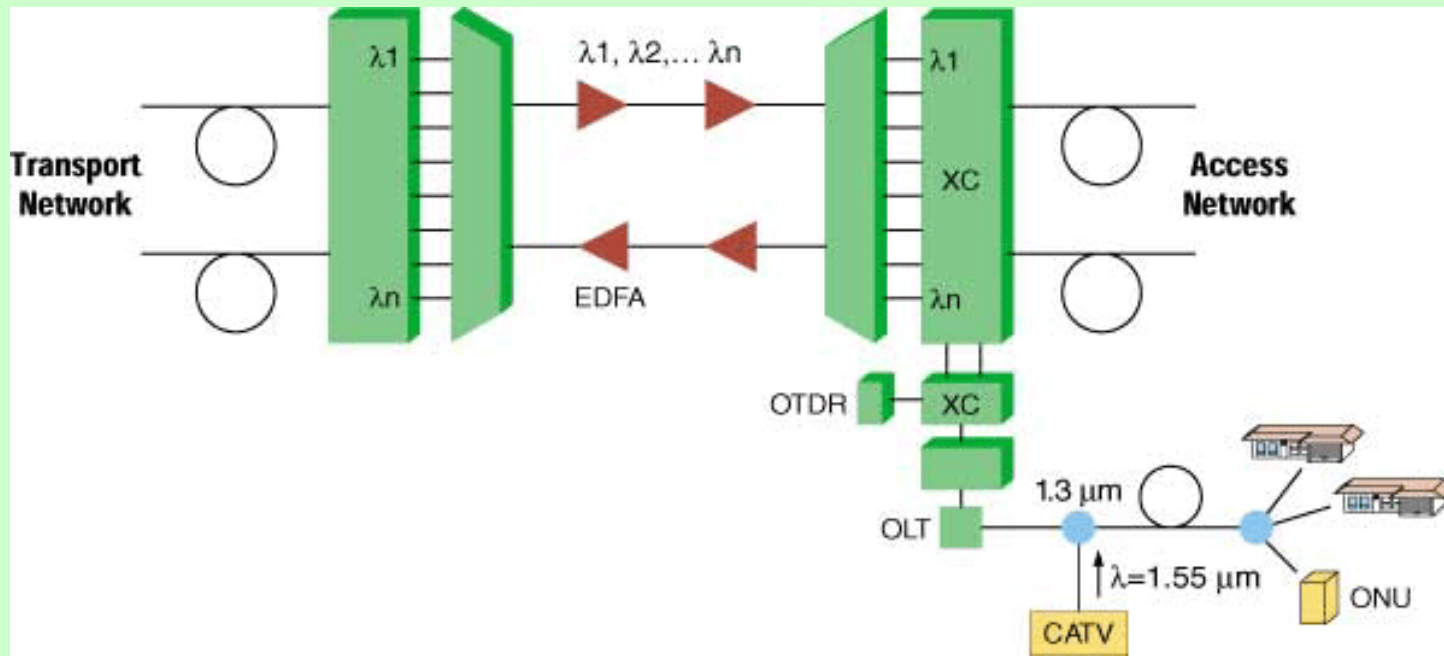 λ1
λ1, λ2,... λn
λ1
Transport
Network
XC
Access
Network
λn
EDFA
λn
OTDR
XC
1.3 μm
OLT
λ=1.55 μm
ONU
CATV